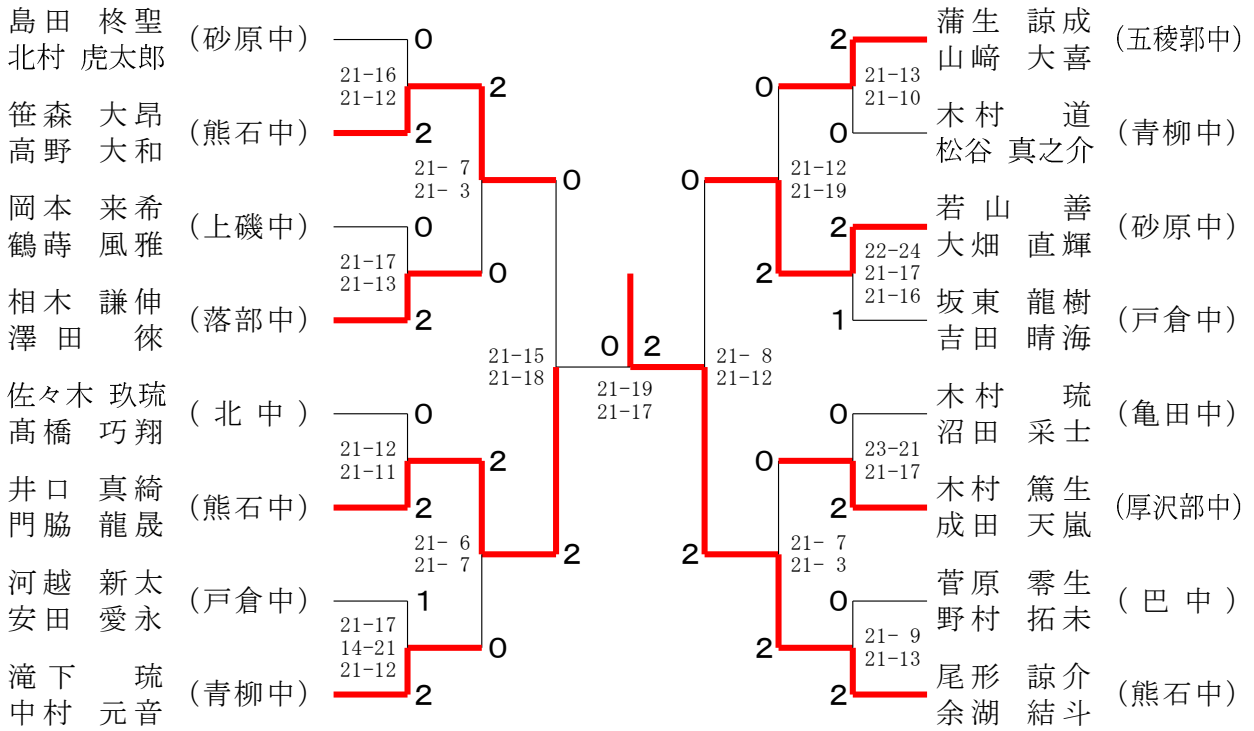 島田 柊聖
北村 虎太郎
(砂原中)
0
21-16
21-12
2
笹森 大昂
高野 大和
(熊石中)
2
21- 7
21- 3
0
岡本 来希
鶴蒔 風雅
(上磯中)
0
21-17
21-13
0
相木 謙伸
澤田 徠
(落部中)
2
21-15
21-18
佐々木 玖琉
髙橋 巧翔
(北中)
0
21-12
21-11
2
井口 真綺
門脇 龍晟
(熊石中)
2
21- 6
21- 7
2
河越 新太
安田 愛永
(戸倉中)
1
21-17
14-21
21-12
0
滝下 琉
中村 元音
(青柳中)
2
0 2
21-19
21-17
蒲生 諒成
山﨑 大喜
(五稜郭中)
2
21-13
21-10
0
木村 道
松谷 真之介
(青柳中)
0
21-12
21-19
0
若山 善
大畑 直輝
(砂原中)
2
22-24
21-17
21-16
2
坂東 龍樹
吉田 晴海
(戸倉中)
1
21- 8
21-12
木村 琉
沼田 采士
(亀田中)
0
23-21
21-17
0
木村 篤生
成田 天嵐
(厚沢部中)
2
21- 7
21- 3
2
菅原 零生
野村 拓未
(巴中)
0
21- 9
21-13
2
尾形 諒介
余湖 結斗
(熊石中)
2